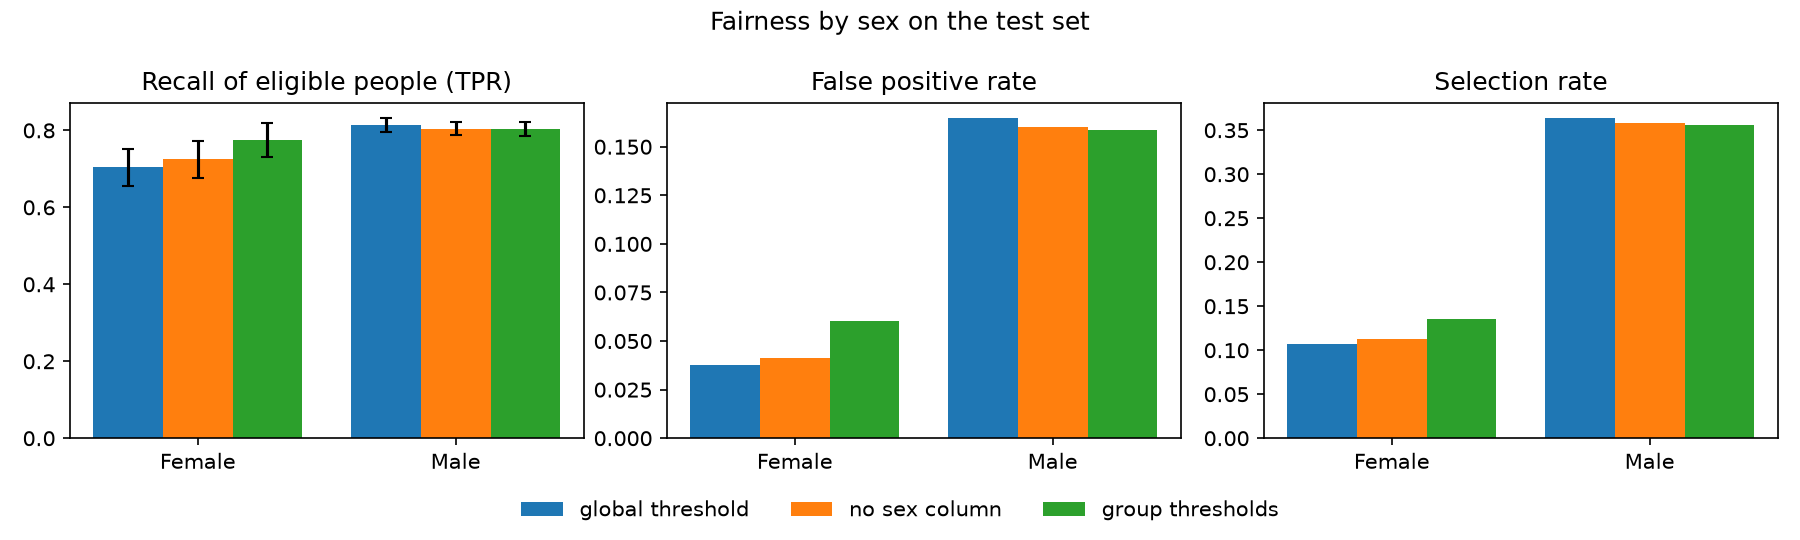 Fairness by sex on the test set
Recall of eligible people (TPR)
0.8
0.6
0.4
0.2
0.0
Female Male
False positive rate
0.150
0.125
0.100
0.075
0.050
0.025
0.000
Female Male
Selection rate
0.35
0.30
0.25
0.20
0.15
0.10
0.05
0.00
Female Male
global threshold no sex column group thresholds